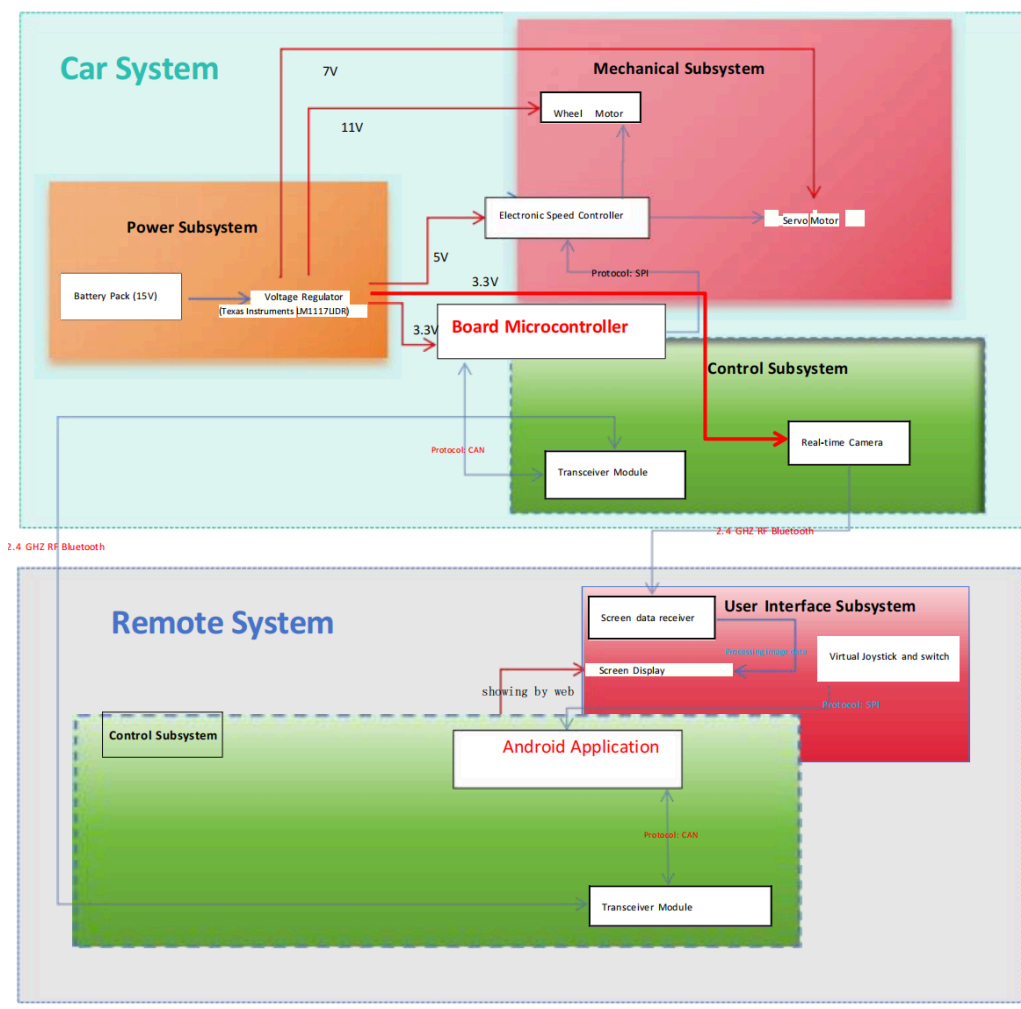 Car System
7V
Mechanical Subsystem
Wheel Motor
11V
Power Subsystem
Electronic Speed Controller
Servo Motor
5V
Protocol: SPI
3.3V
Battery Pack (15V)
Voltage Regulator
(Texas Instruments LM1117IJDR)
3.3V
Board Microcontroller
Control Subsystem
Real-time Camera
Protocol: CAN
Transceiver Module
2.4 GHZ RF Bluetooth
2.4 GHZ RF Bluetooth
Remote System
User Interface Subsystem
Screen data receiver
Processing image data
Virtual Joystick and switch
Screen Display
showing by web
Protocol: SPI
Control Subsystem
Android Application
Protocol: CAN
Transceiver Module